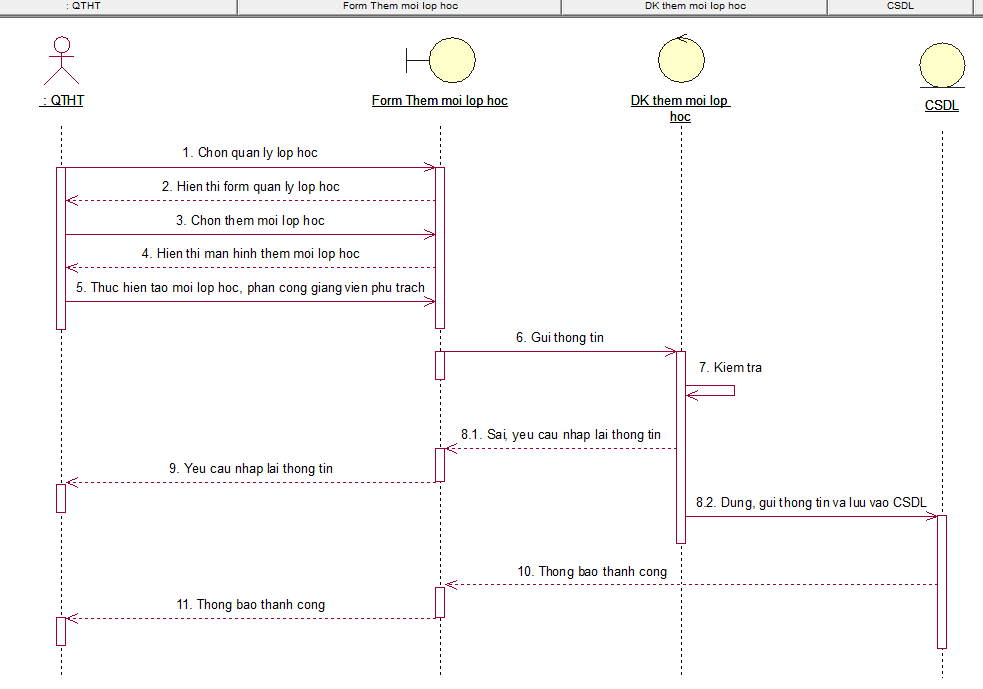 : QTHT
Form Them moi lop hoc
DK them moi lop hoc
CSDL
: QTHT
Form Them moi lop hoc
DK them moi lop
hoc
CSDL
1. Chon quan ly lop hoc
2. Hien thi form quan ly lop hoc
3. Chon them moi lop hoc
4. Hien thi man hinh them moi lop hoc
5. Thuc hien tao moi lop hoc, phan cong giang vien phu trach
6. Gui thong tin
7. Kiem tra
8.1. Sai, yeu cau nhap lai thong tin
9. Yeu cau nhap lai thong tin
8.2. Dung, gui thong tin va luu vao CSDL
10. Thong bao thanh cong
11. Thong bao thanh cong